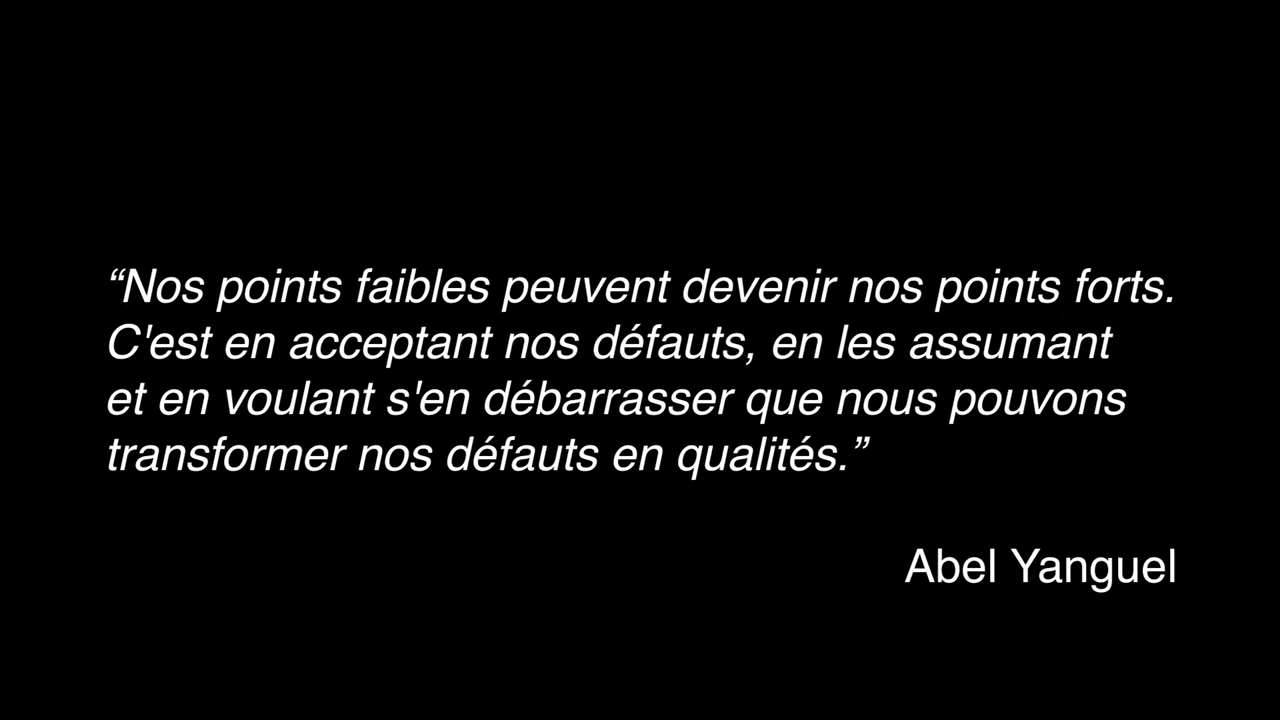 “Nos points faibles peuvent devenir nos points forts.
C'est en acceptant nos défauts, en les assumant
et en voulant s'en débarrasser que nous pouvons
transformer nos défauts en qualités.”
Abel Yanguel